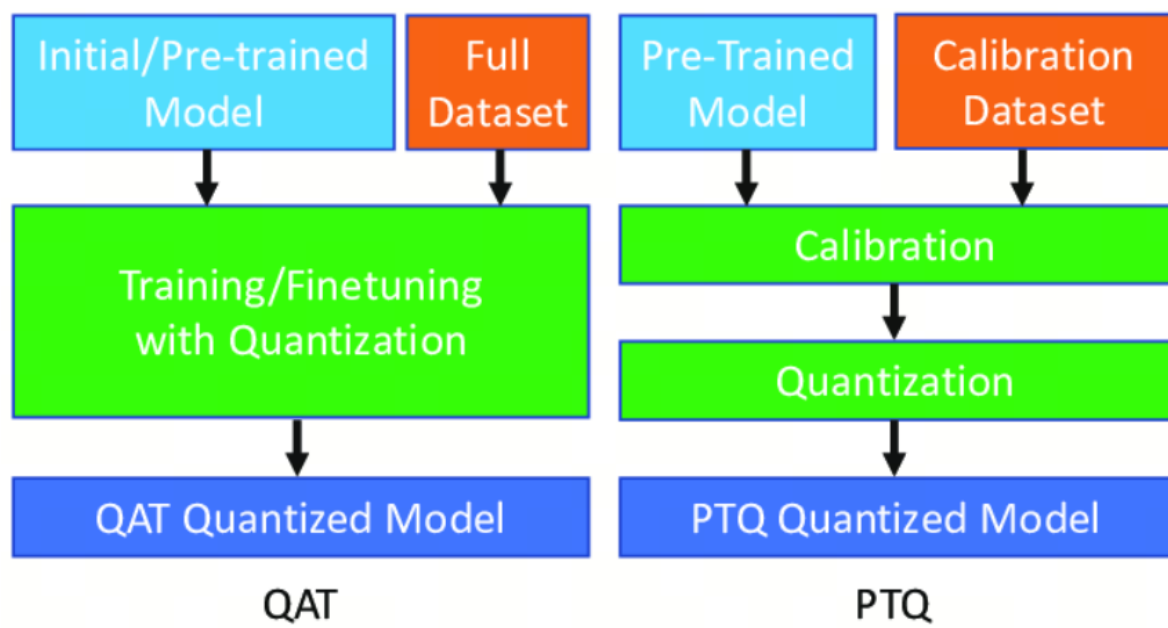 Initial/Pre-trained
Model
Full
Dataset
Training/Finetuning
with Quantization
QAT Quantized Model
QAT
Pre-Trained
Model
Calibration
Dataset
Calibration
Quantization
PTQ Quantized Model
PTQ